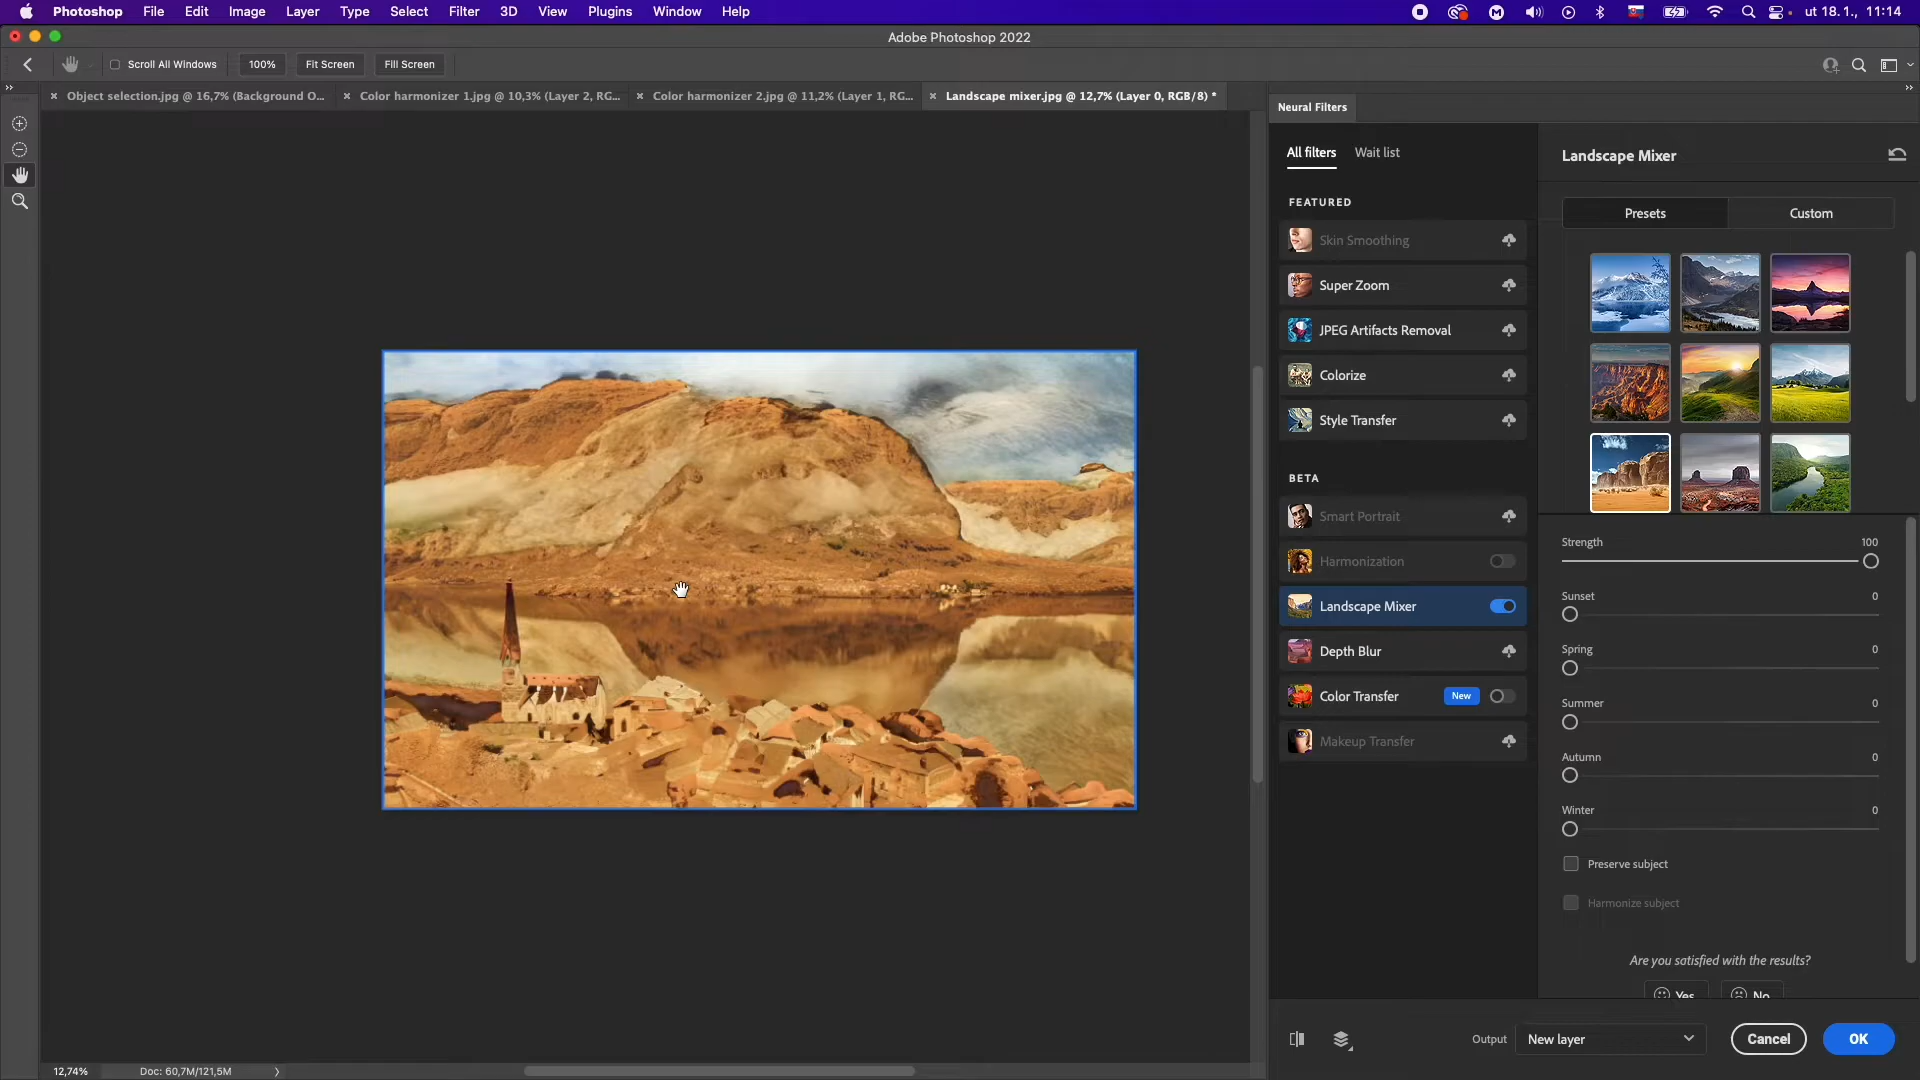 Photoshop File Edit Image Layer Type Select Filter 3D View Plugins Window Help ut 18.1., 11:14
Adobe Photoshop 2022
Scroll All Windows 100% Fit Screen Fill Screen
Object selection.jpg @ 16,7% (Background O... Color harmonizer 1.jpg @ 10,3% (Layer 2, RG... Color harmonizer 2.jpg @ 11,2% (Layer 1, RG... Landscape mixer.jpg @ 12,7% (Layer 0, RGB/8) *
Neural Filters
All filters Wait list
FEATURED
Skin Smoothing
Super Zoom
JPEG Artifacts Removal
Colorize
Style Transfer
BETA
Smart Portrait
Harmonization
Landscape Mixer
Depth Blur
Color Transfer New
Makeup Transfer
Landscape Mixer
Presets Custom
Strength 100
Sunset 0
Spring 0
Summer 0
Autumn 0
Winter 0
Preserve subject
Harmonize subject
Are you satisfied with the results?
Yes No
Output New layer Cancel OK
12,74% Doc: 60,7M/121,5M